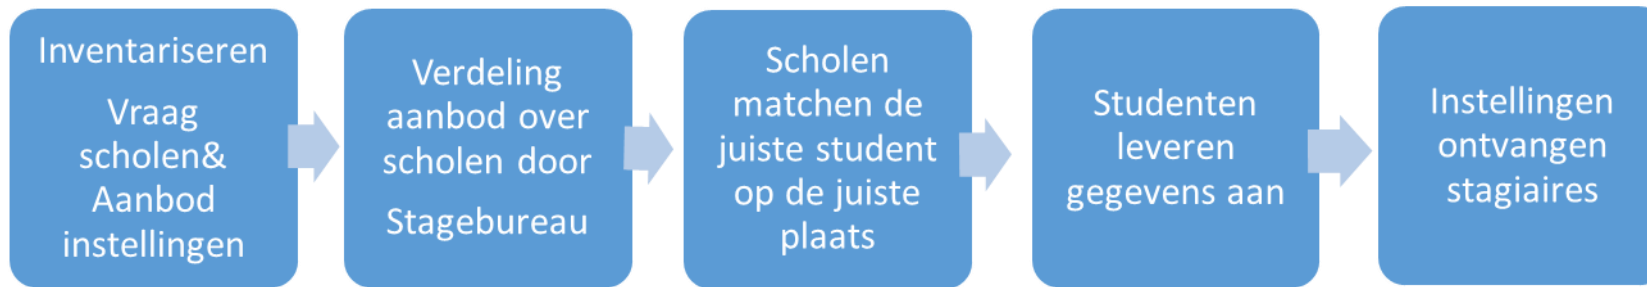 Inventariseren
Vraag
scholen&
Aanbod
instellingen
Verdeling
aanbod over
scholen door
Stagebureau
Scholen
matchen de
juiste student
op de juiste
plaats
Studenten
leveren
gegevens aan
Instellingen
ontvangen
stagiaires